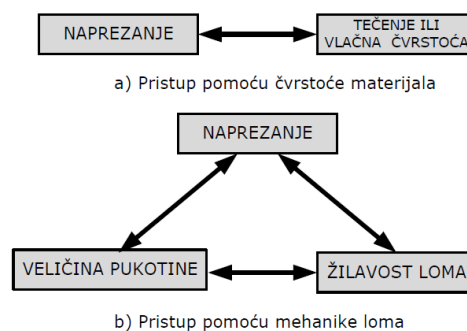 NAPREZANJE
TEČENJE ILI
VLAČNA ČVRSTOĆA
a) Pristup pomoću čvrstoće materijala
NAPREZANJE
VELIČINA PUKOTINE
ŽILAVOST LOMA
b) Pristup pomoću mehanike loma